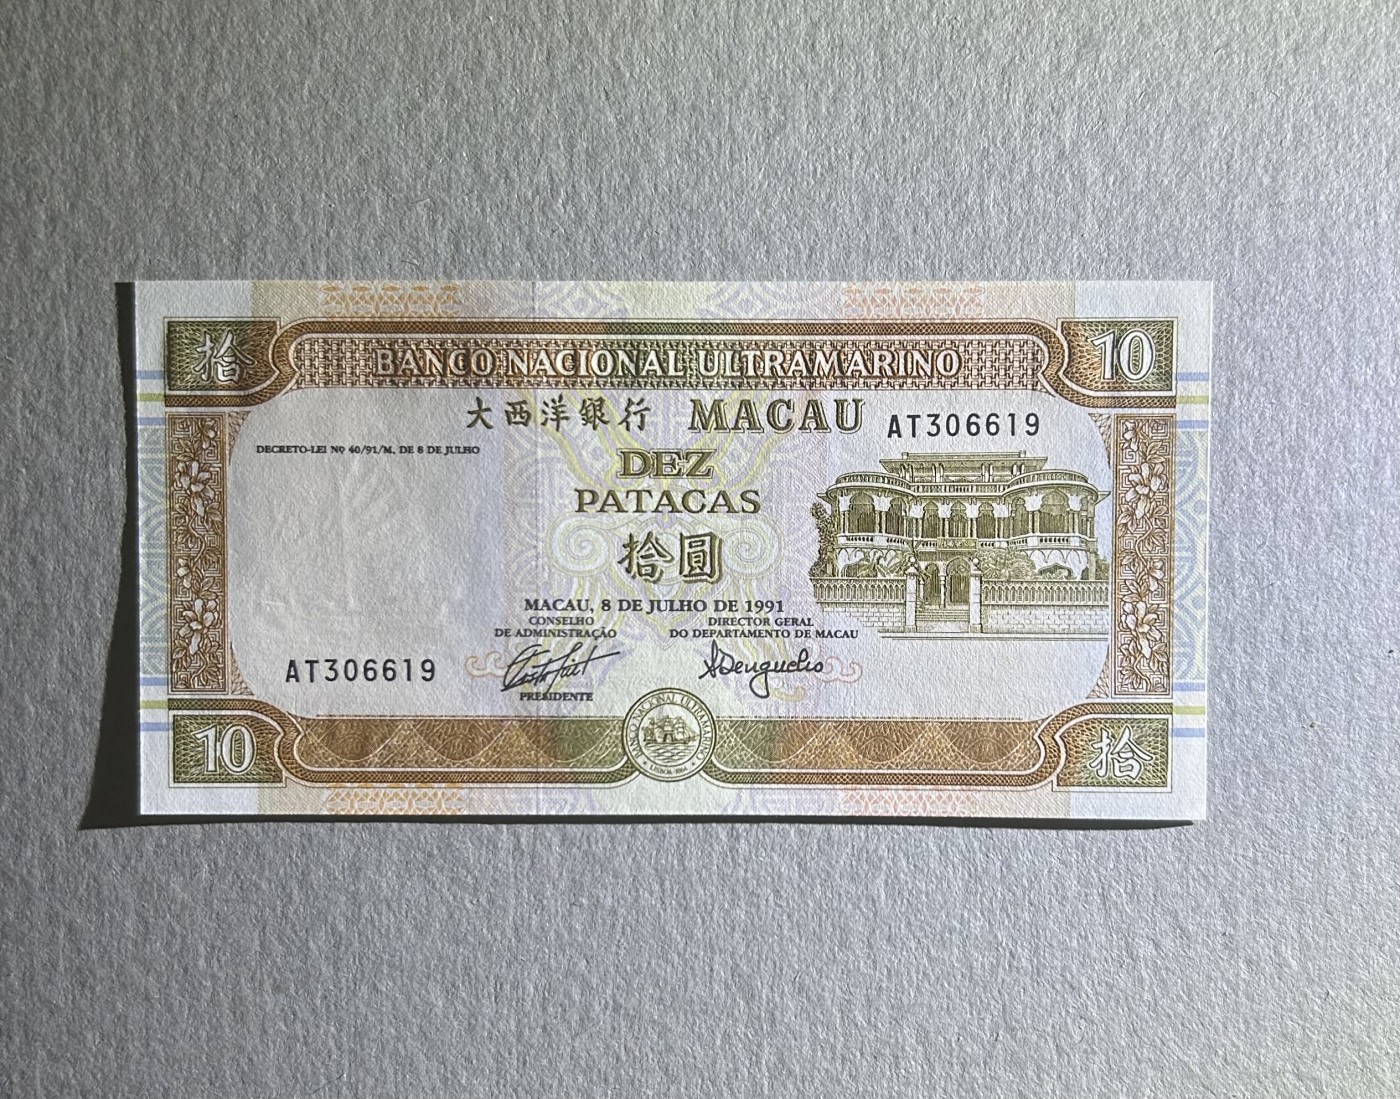 拾
BANCO NACIONAL ULTRAMARINO
10
大西洋銀行 MACAU AT306619
DECRETO-LEI Nº 40/91/M, DE 8 DE JULHO
DEZ
PATACAS
拾圓
MACAU, 8 DE JULHO DE 1991
CONSELHO
DE ADMINISTRAÇÃO
DIRECTOR GERAL
DO DEPARTAMENTO DE MACAU
AT306619
PRESIDENTE
10
BANCO NACIONAL ULTRAMARINO
LISBOA 1864
拾